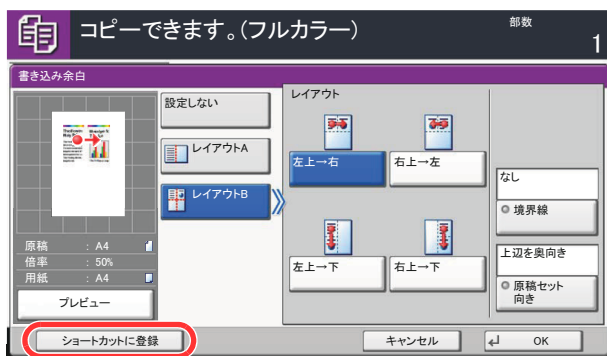 コピーできます。(フルカラー)
部数
1
書き込み余白
設定しない
レイアウトA
レイアウトB
レイアウト
左上→右
右上→左
左上→下
右上→下
なし
境界線
上辺を奥向き
原稿セット
向き
原稿 : A4
倍率 : 50%
用紙 : A4
プレビュー
ショートカットに登録
キャンセル
OK